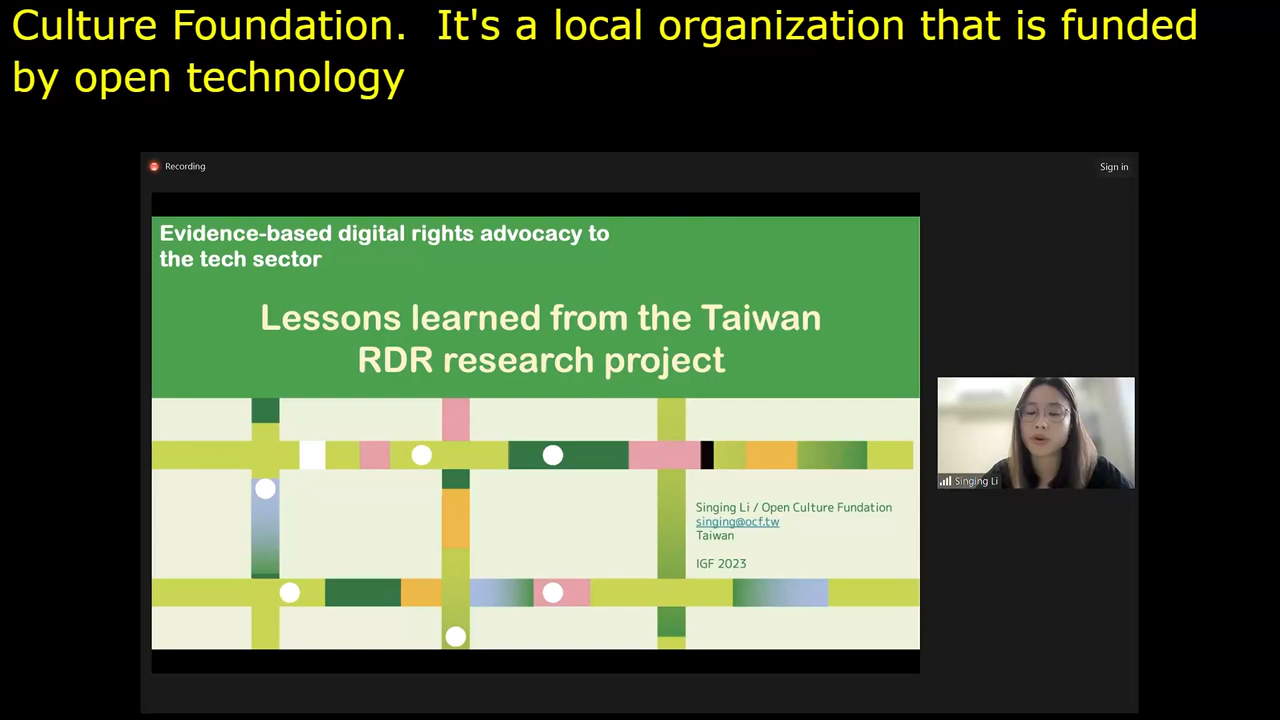 Culture Foundation.  It's a local organization that is funded
by open technology
Recording
Sign in
Evidence-based digital rights advocacy to
the tech sector
Lessons learned from the Taiwan
RDR research project
Singing Li / Open Culture Fundation
singing@ocf.tw
Taiwan
IGF 2023
Singing Li